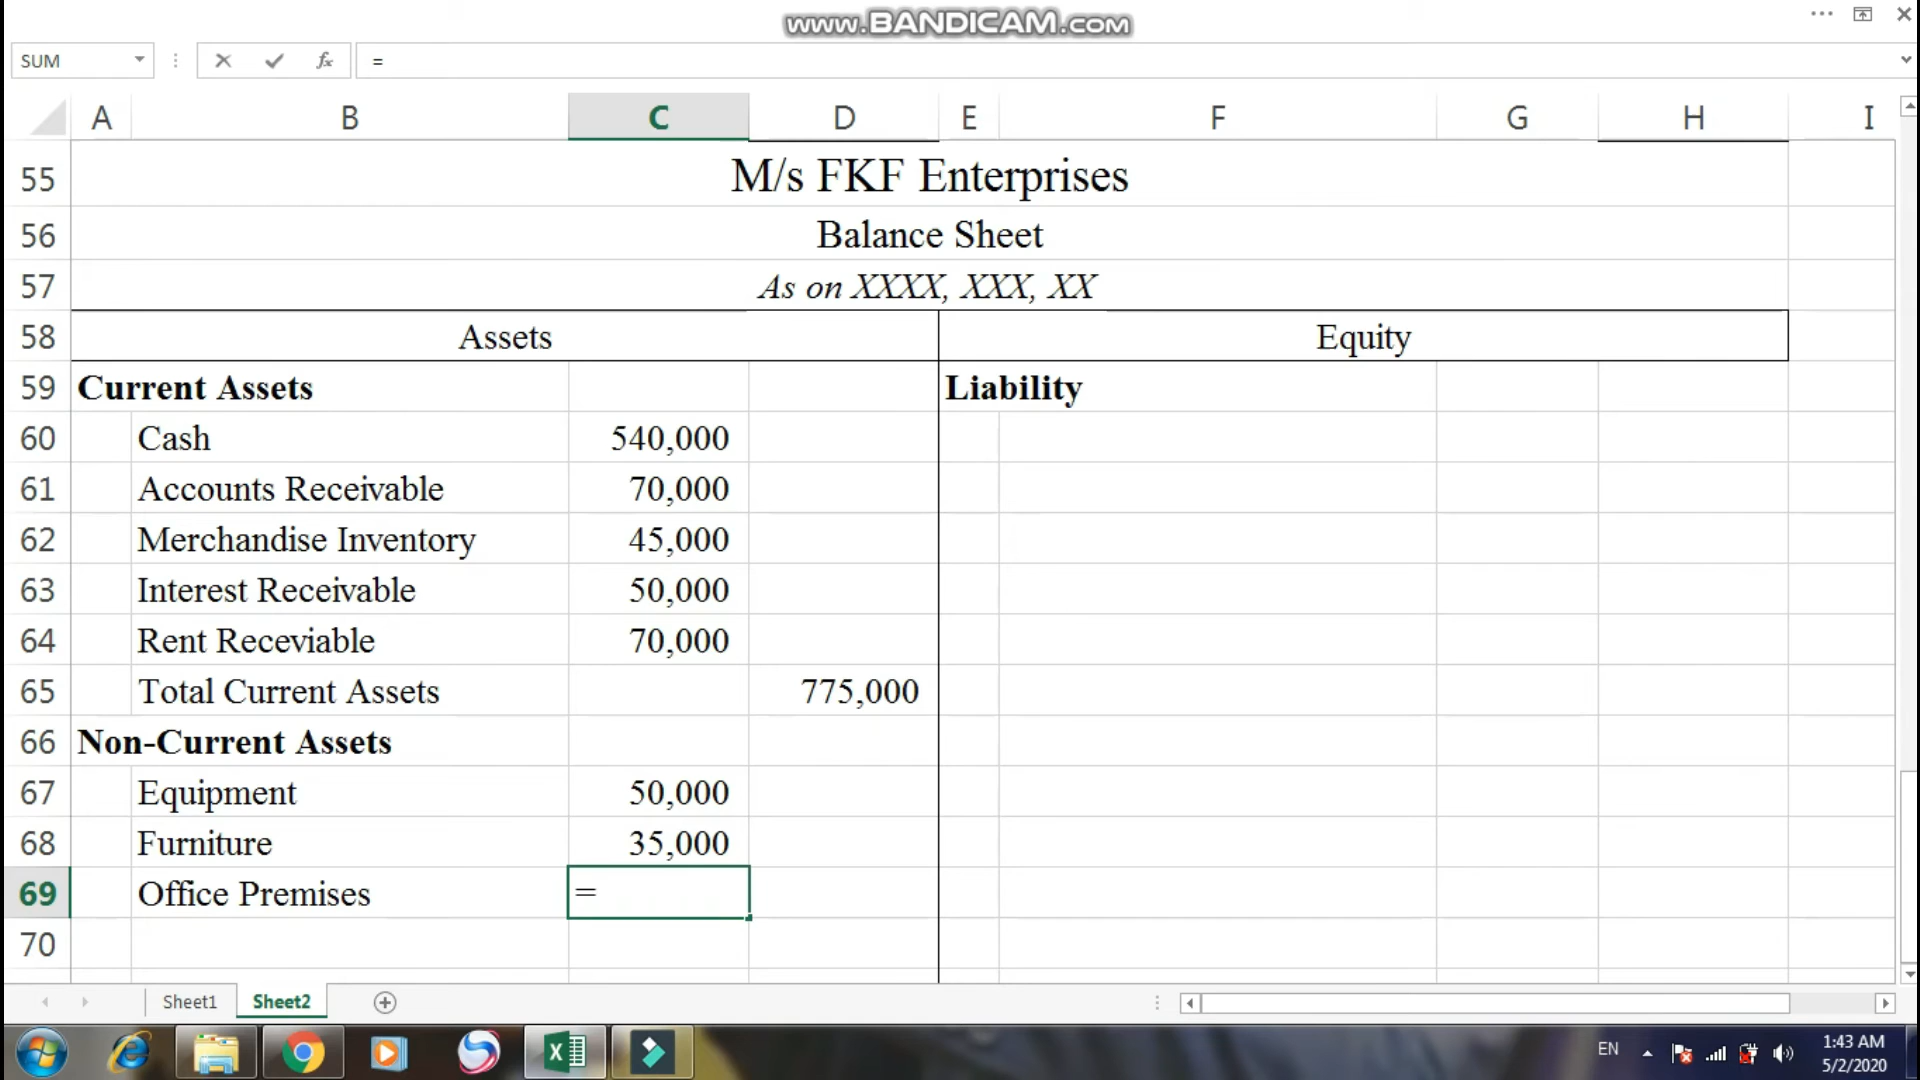 www.BANDICAM.com
SUM fx =
A B C D E F G H I
55 M/s FKF Enterprises
56 Balance Sheet
57 As on XXXX, XXX, XX
58 Assets Equity
59 Current Assets Liability
60 Cash 540,000
61 Accounts Receivable 70,000
62 Merchandise Inventory 45,000
63 Interest Receivable 50,000
64 Rent Receviable 70,000
65 Total Current Assets 775,000
66 Non-Current Assets
67 Equipment 50,000
68 Furniture 35,000
69 Office Premises =
70
Sheet1 Sheet2
EN 1:43 AM
5/2/2020